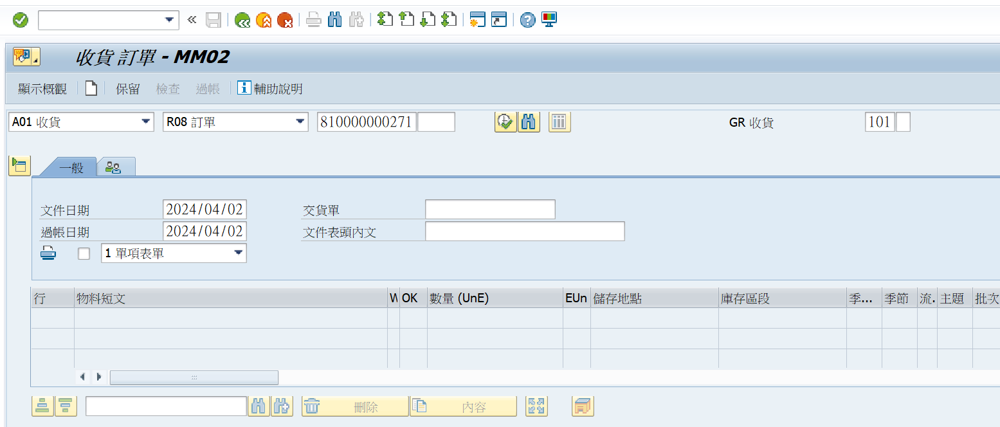 收貨 訂單 - MM02
顯示概觀 保留 檢查 過帳 輔助說明
A01 收貨 R08 訂單 810000000271 GR 收貨 101
一般
文件日期 2024/04/02 交貨單
過帳日期 2024/04/02 文件表頭內文
1 單項表單
行 物料短文 W OK 數量 (UnE) EUn 儲存地點 庫存區段 季... 季節 流. 主題 批次
刪除 內容